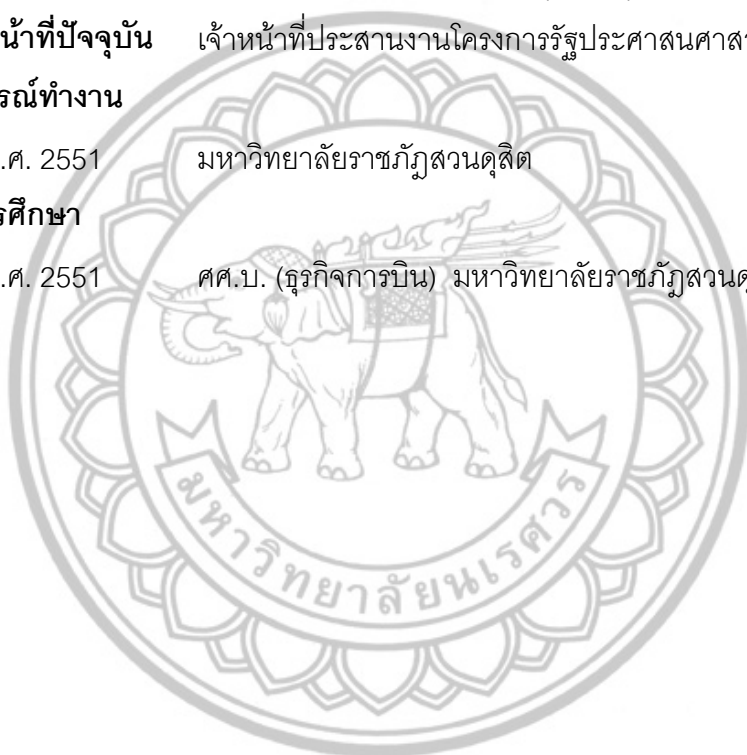 น้าที่ปัจจุบัน เจ้าหน้าที่ประสานงานโครงการรัฐประศาสนศาสา
รณ์ทำงาน
.ศ. 2551 มหาวิทยาลัยราชภัฏสวนดุสิต
รศึกษา
.ศ. 2551 ศศ.บ. (ธุรกิจการบิน) มหาวิทยาลัยราชภัฏสวนดุ
มหาวิทยาลัยนเรศวร